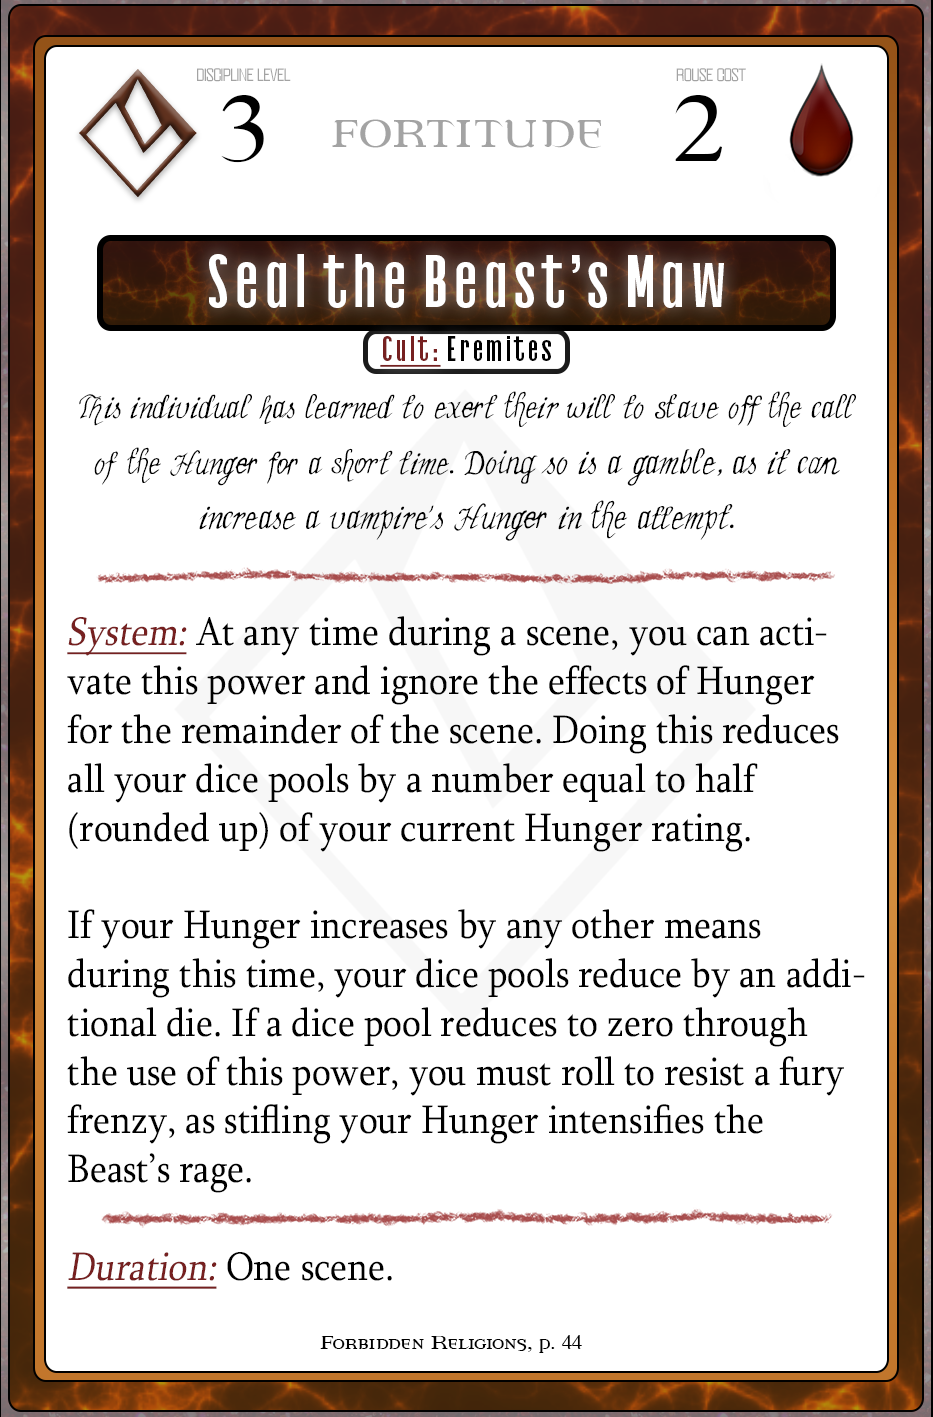 DISCIPLINE LEVEL
3
FORTITUDE
ROUSE COST
2
Seal the Beast's Maw
Cult: Eremites
This individual has learned to exert their will to stave off the call
of the Hunger for a short time. Doing so is a gamble, as it can
increase a vampire's Hunger in the attempt.
System: At any time during a scene, you can acti-
vate this power and ignore the effects of Hunger
for the remainder of the scene. Doing this reduces
all your dice pools by a number equal to half
(rounded up) of your current Hunger rating.
If your Hunger increases by any other means
during this time, your dice pools reduce by an addi-
tional die. If a dice pool reduces to zero through
the use of this power, you must roll to resist a fury
frenzy, as stifling your Hunger intensifies the
Beast's rage.
Duration: One scene.
Forbidden Religions, p. 44